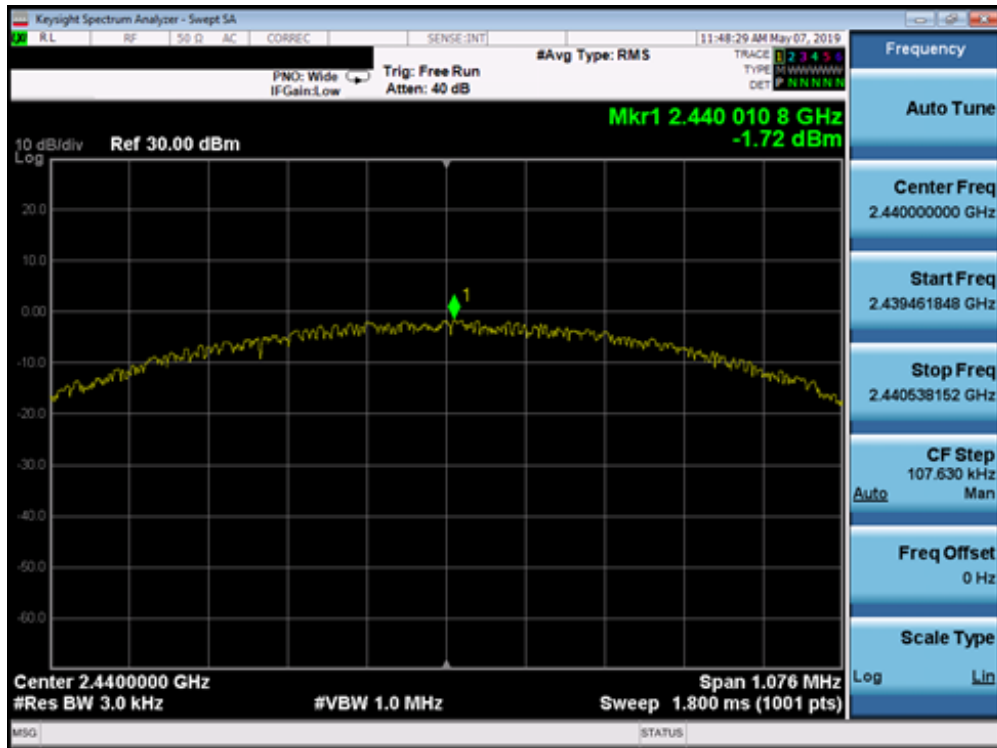 Keysight Spectrum Analyzer - Swept SA
RL RF 50 Ω AC CORREC SENSE:INT 11:48:29 AM May 07, 2019
#Avg Type: RMS TRACE 1 2 3 4 5 6
PNO: Wide Trig: Free Run TYPE M WWWWW
IFGain:Low Atten: 40 dB DET P N N N N N
Mkr1 2.440 010 8 GHz
10 dB/div Ref 30.00 dBm -1.72 dBm
Log
20.0
10.0
1
0.00
-10.0
-20.0
-30.0
-40.0
-50.0
-60.0
Center 2.4400000 GHz Span 1.076 MHz
#Res BW 3.0 kHz #VBW 1.0 MHz Sweep 1.800 ms (1001 pts)
MSG STATUS
Frequency
Auto Tune
Center Freq
2.440000000 GHz
Start Freq
2.439461848 GHz
Stop Freq
2.440538152 GHz
CF Step
107.630 kHz
Auto Man
Freq Offset
0 Hz
Scale Type
Log Lin